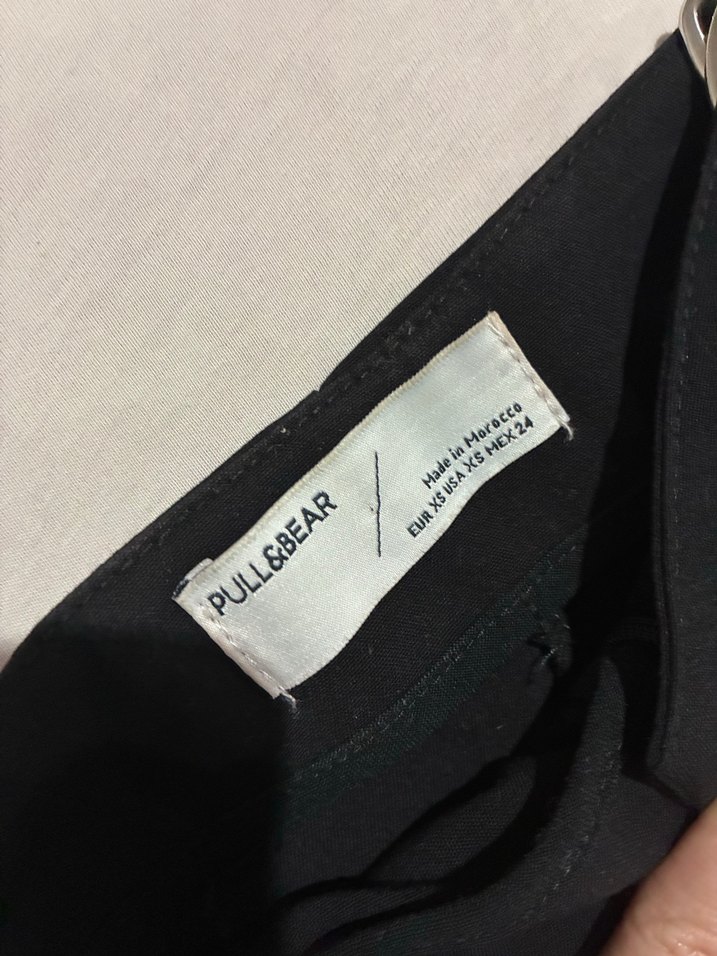 PULL&BEAR
Made in Morocco
EUR XS USA XS MEX 24